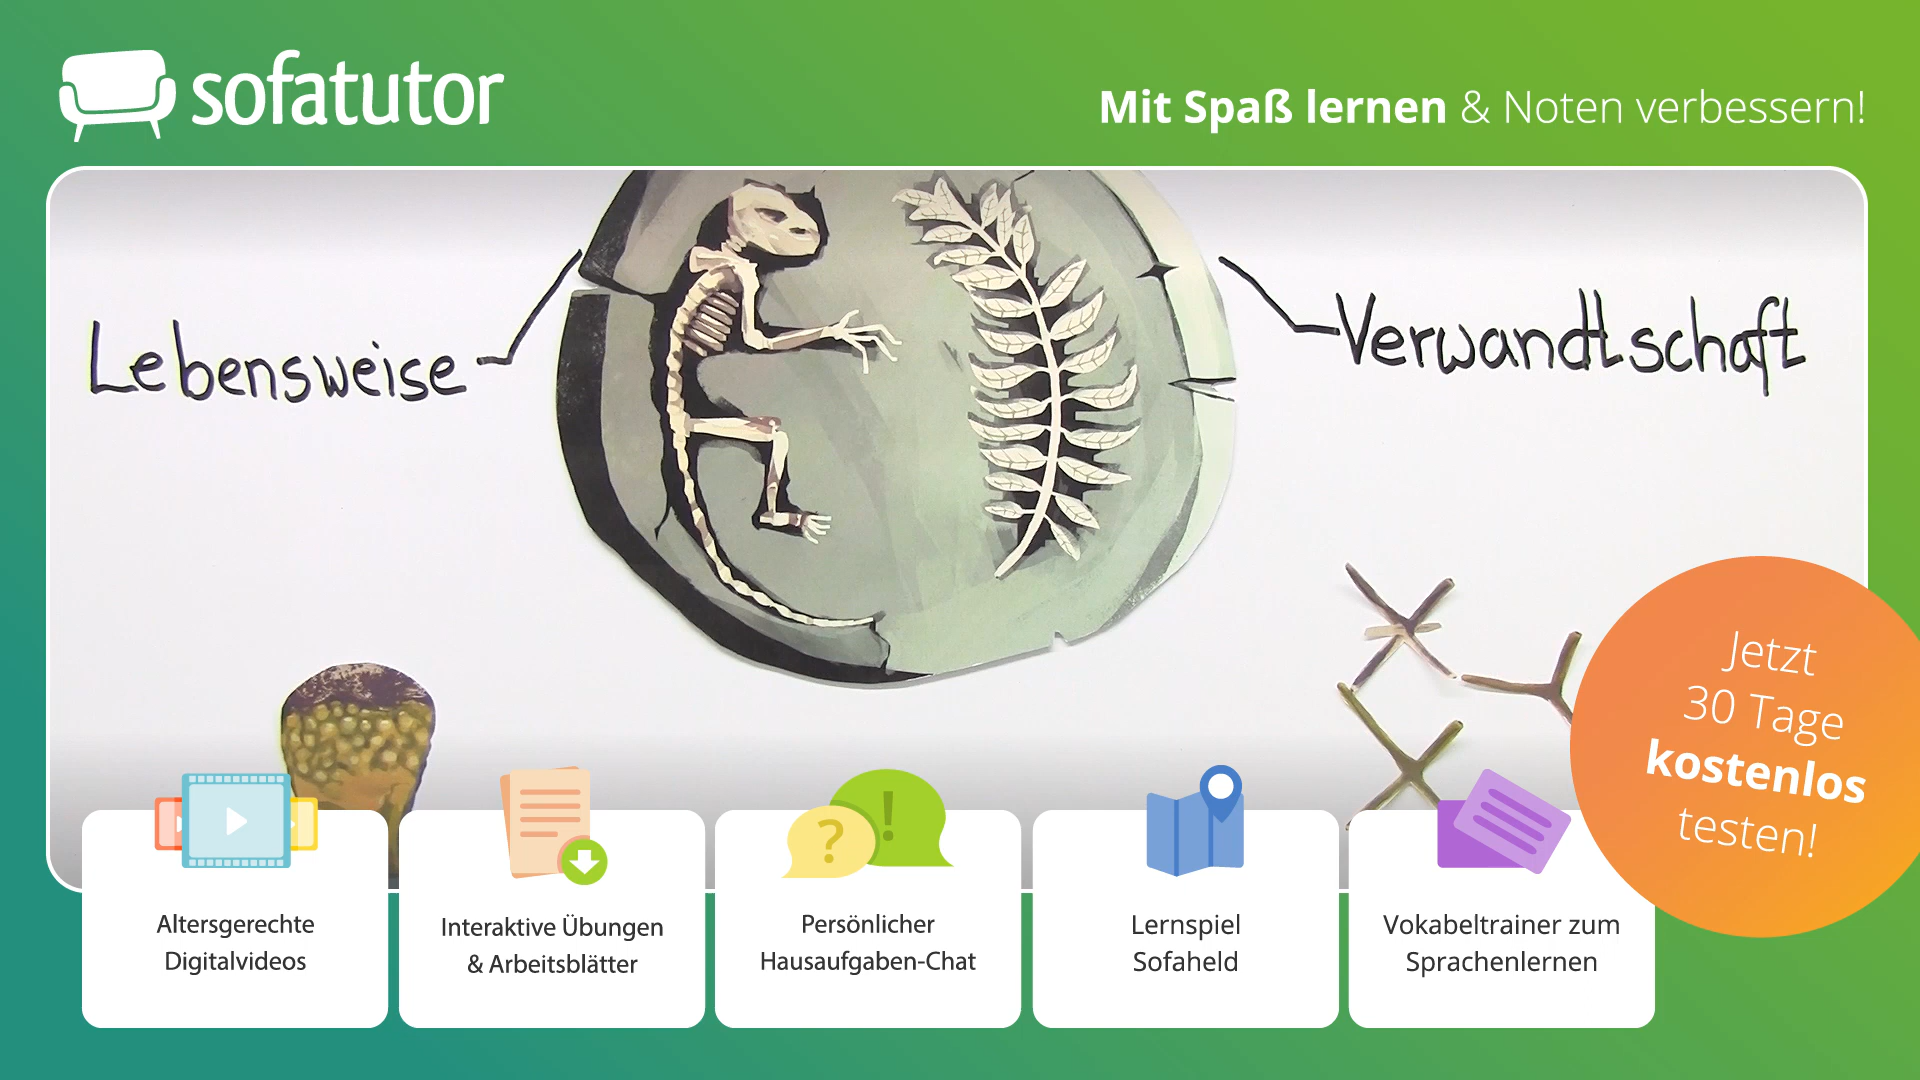 sofatutor
Mit Spaß lernen & Noten verbessern!
Lebensweise
Verwandtschaft
Jetzt
30 Tage
kostenlos
testen!
Altersgerechte
Digitalvideos
Interaktive Übungen
& Arbeitsblätter
Persönlicher
Hausaufgaben-Chat
Lernspiel
Sofaheld
Vokabeltrainer zum
Sprachenlernen